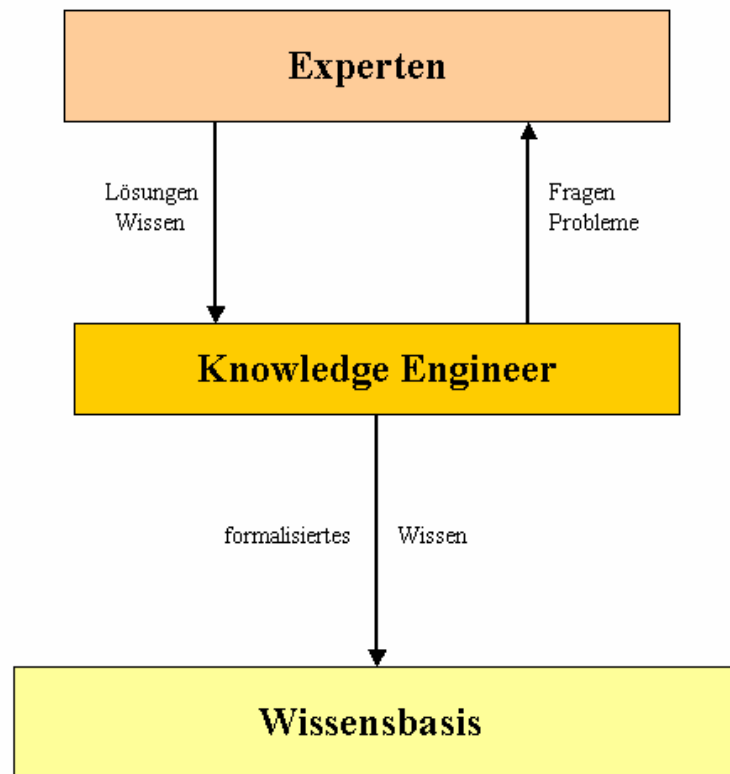 Experten
Lösungen
Wissen
Fragen
Probleme
Knowledge Engineer
formalisiertes Wissen
Wissensbasis